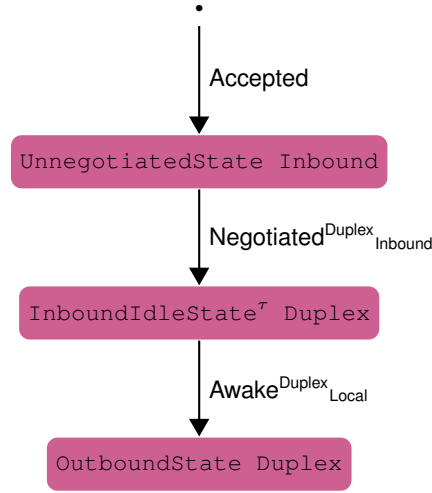 Accepted
UnnegotiatedState Inbound
Negotiated^Duplex_Inbound
InboundIdleState^τ Duplex
Awake^Duplex_Local
OutboundState Duplex